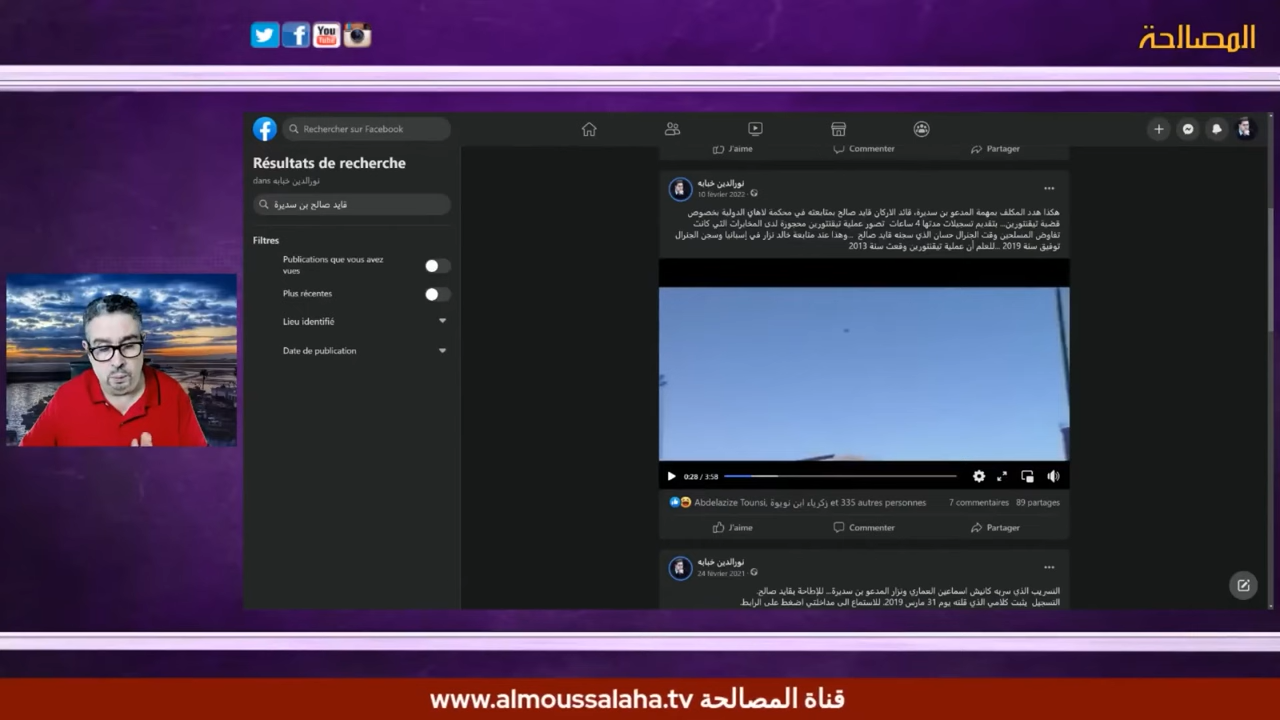 You
Tube
المصالحة
Rechercher sur Facebook
J'aime
Commenter
Partager
Résultats de recherche
dans نورالدين خبابه
قايد صالح بن سديرة
Filtres
Publications que vous avez vues
Plus récentes
Lieu identifié
Date de publication
نورالدين خبابه
10 février 2022
هكذا هدد المكلف بمهمة المدعو بن سديرة، قائد الاركان قايد صالح بمتابعته في محكمة لاهاي الدولية بخصوص
قضية تيقنتورين.. بتقديم تسجيلات مدتها 4 ساعات تصور عملية تيقنتورين محجوزة لدى المخابرات التي كانت
تفاوض المسلحين وقت الجنرال حسان الذي سجنه قايد صالح ...وهذا عند متابعة خالد نزار في إسبانيا وسجن الجنرال
توفيق سنة 2019 ...للعلم أن عملية تيقنتورين وقعت سنة 2013
0:28 / 3:58
Abdelazize Tounsi, زكرياء ابن نويوة et 335 autres personnes
7 commentaires 89 partages
J'aime
Commenter
Partager
نورالدين خبابه
24 février 2021
التسريب الذي سربه كانيش اسماعين العماري ونزار المدعو بن سديرة... للإطاحة بقايد صالح.
التسجيل يثبت كلامي الذي قلته يوم 31 مارس 2019. للاستماع الى مداخلتي اضغط على الرابط
www.almoussalaha.tv قناة المصالحة